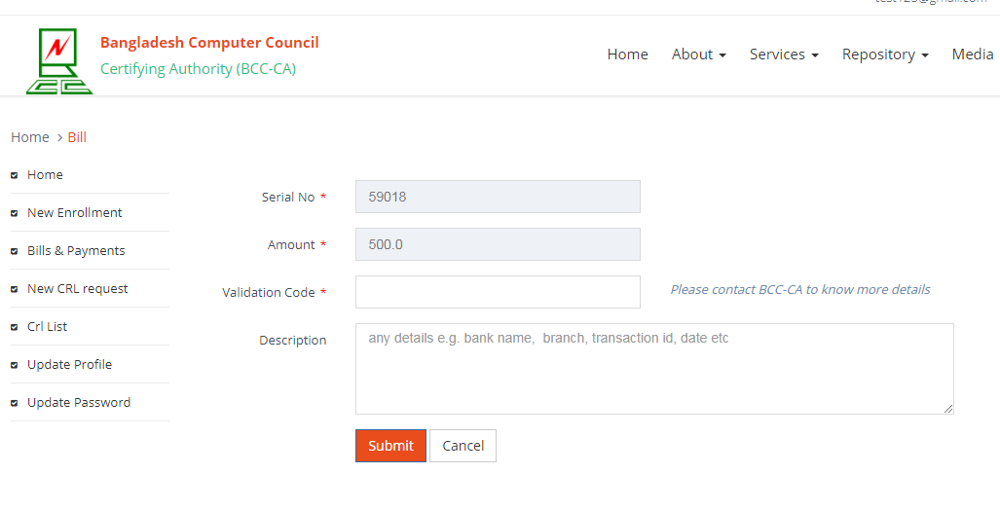 test123@gmail.com
Bangladesh Computer Council
Certifying Authority (BCC-CA)
Home About Services Repository Media
Home > Bill
Home
New Enrollment
Bills & Payments
New CRL request
Crl List
Update Profile
Update Password
Serial No * 59018
Amount * 500.0
Validation Code * Please contact BCC-CA to know more details
Description any details e.g. bank name, branch, transaction id, date etc
Submit Cancel